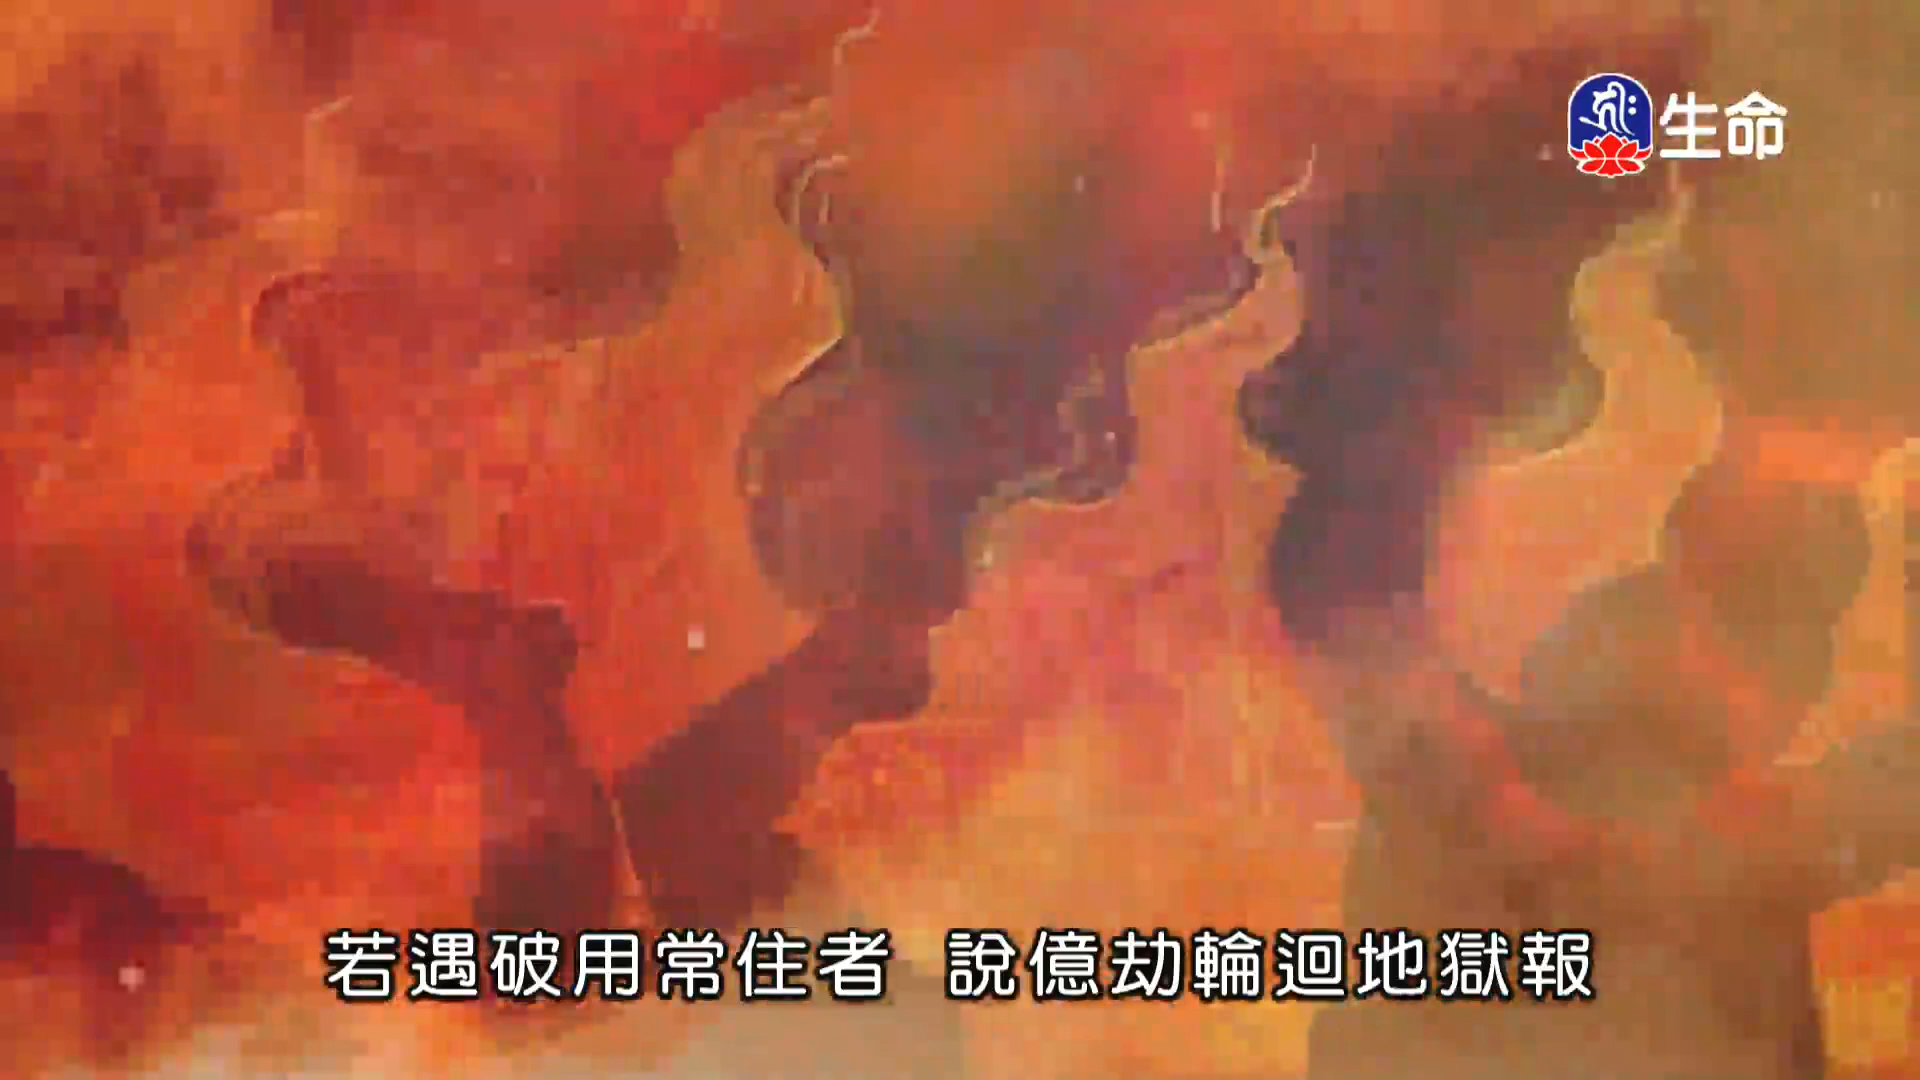 生命
若遇破用常住者 說億劫輪迴地獄報